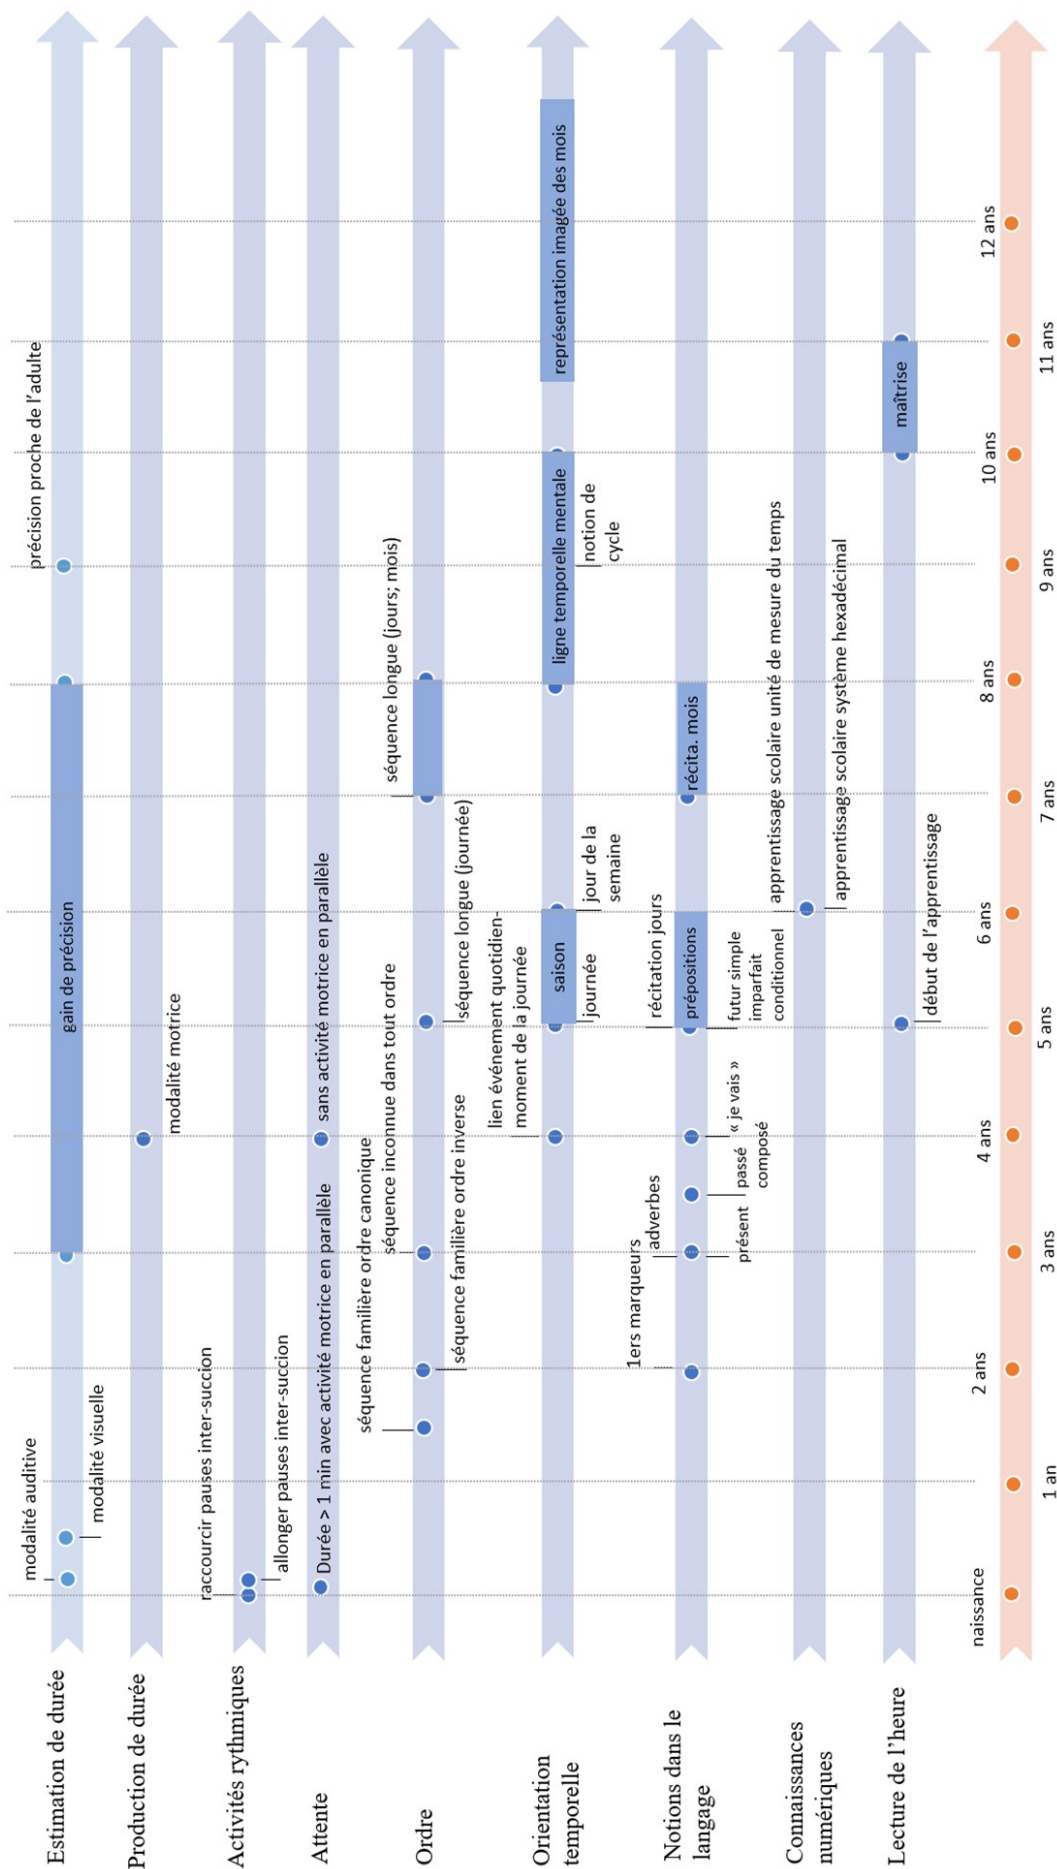 Estimation de durée
modalité auditive
modalité visuelle
gain de précision
précision proche de l'adulte
Production de durée
modalité motrice
Activités rythmiques
raccourcir pauses inter-succion
allonger pauses inter-succion
Attente
Durée > 1 min avec activité motrice en parallèle
sans activité motrice en parallèle
Ordre
séquence familière ordre canonique
séquence familière ordre inverse
séquence inconnue dans tout ordre
séquence longue (journée)
séquence longue (jours; mois)
Orientation
temporelle
lien événement quotidien-
moment de la journée
saison
journée
jour de la
semaine
ligne temporelle mentale
notion de
cycle
représentation imagée des mois
Notions dans le
langage
1ers marqueurs
adverbes
présent
passé
composé
« je vais »
récitation jours
prépositions
futur simple
imparfait
conditionnel
récita. mois
Connaissances
numériques
apprentissage scolaire unité de mesure du temps
apprentissage scolaire système hexadécimal
Lecture de l'heure
début de l'apprentissage
maîtrise
naissance
1 an
2 ans
3 ans
4 ans
5 ans
6 ans
7 ans
8 ans
9 ans
10 ans
11 ans
12 ans